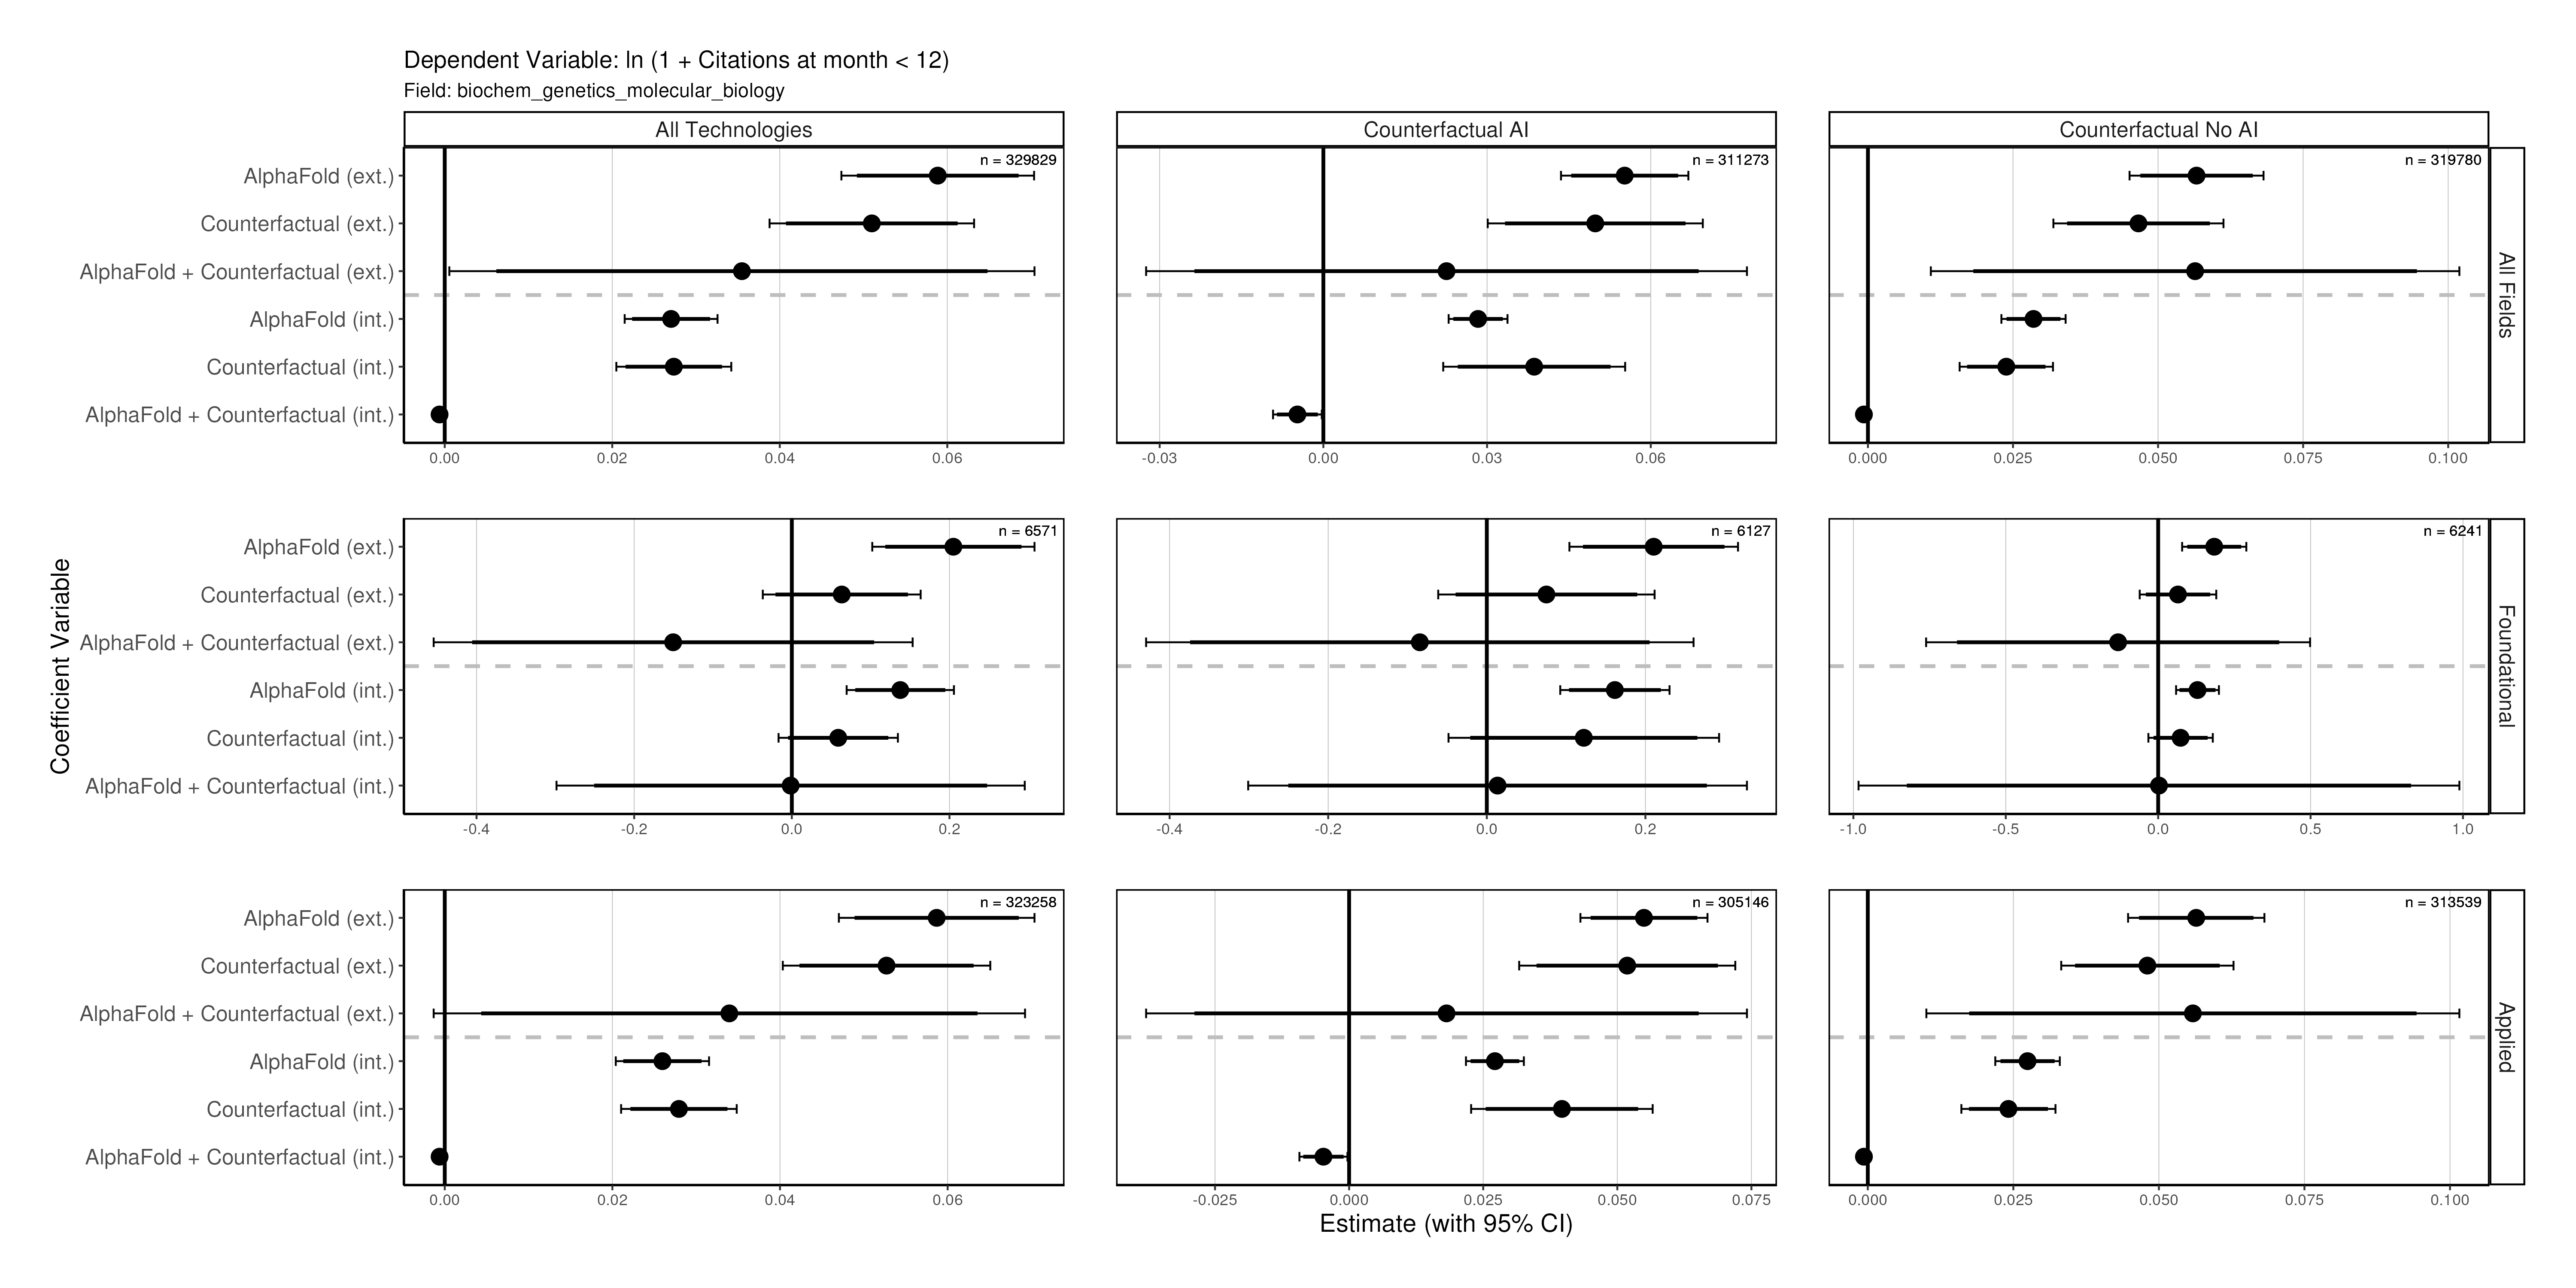 Dependent Variable: ln (1 + Citations at month < 12)
Field: biochem_genetics_molecular_biology
All Technologies
Counterfactual AI
Counterfactual No AI
AlphaFold (ext.)
Counterfactual (ext.)
AlphaFold + Counterfactual (ext.)
AlphaFold (int.)
Counterfactual (int.)
AlphaFold + Counterfactual (int.)
n = 329829
n = 311273
n = 319780
All Fields
0.00 0.02 0.04 0.06
-0.03 0.00 0.03 0.06
0.000 0.025 0.050 0.075 0.100
Coefficient Variable
AlphaFold (ext.)
Counterfactual (ext.)
AlphaFold + Counterfactual (ext.)
AlphaFold (int.)
Counterfactual (int.)
AlphaFold + Counterfactual (int.)
n = 6571
n = 6127
n = 6241
Foundational
-0.4 -0.2 0.0 0.2
-0.4 -0.2 0.0 0.2
-1.0 -0.5 0.0 0.5 1.0
AlphaFold (ext.)
Counterfactual (ext.)
AlphaFold + Counterfactual (ext.)
AlphaFold (int.)
Counterfactual (int.)
AlphaFold + Counterfactual (int.)
n = 323258
n = 305146
n = 313539
Applied
0.00 0.02 0.04 0.06
-0.025 0.000 0.025 0.050 0.075
0.000 0.025 0.050 0.075 0.100
Estimate (with 95% CI)